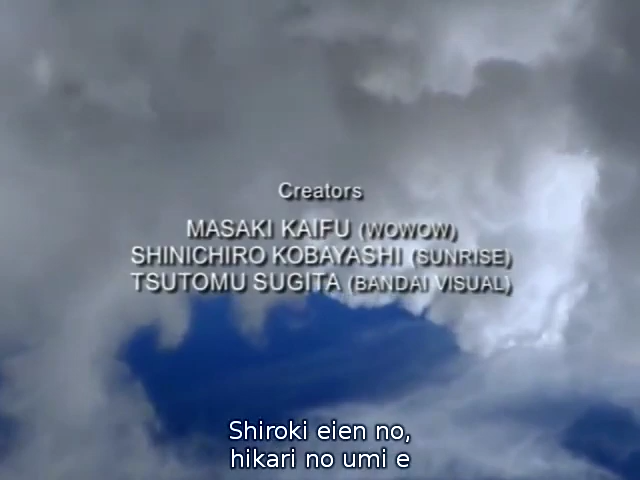 Creators
MASAKI KAIFU (WOWOW)
SHINICHIRO KOBAYASHI (SUNRISE)
TSUTOMU SUGITA (BANDAI VISUAL)
Shiroki eien no,
hikari no umi e